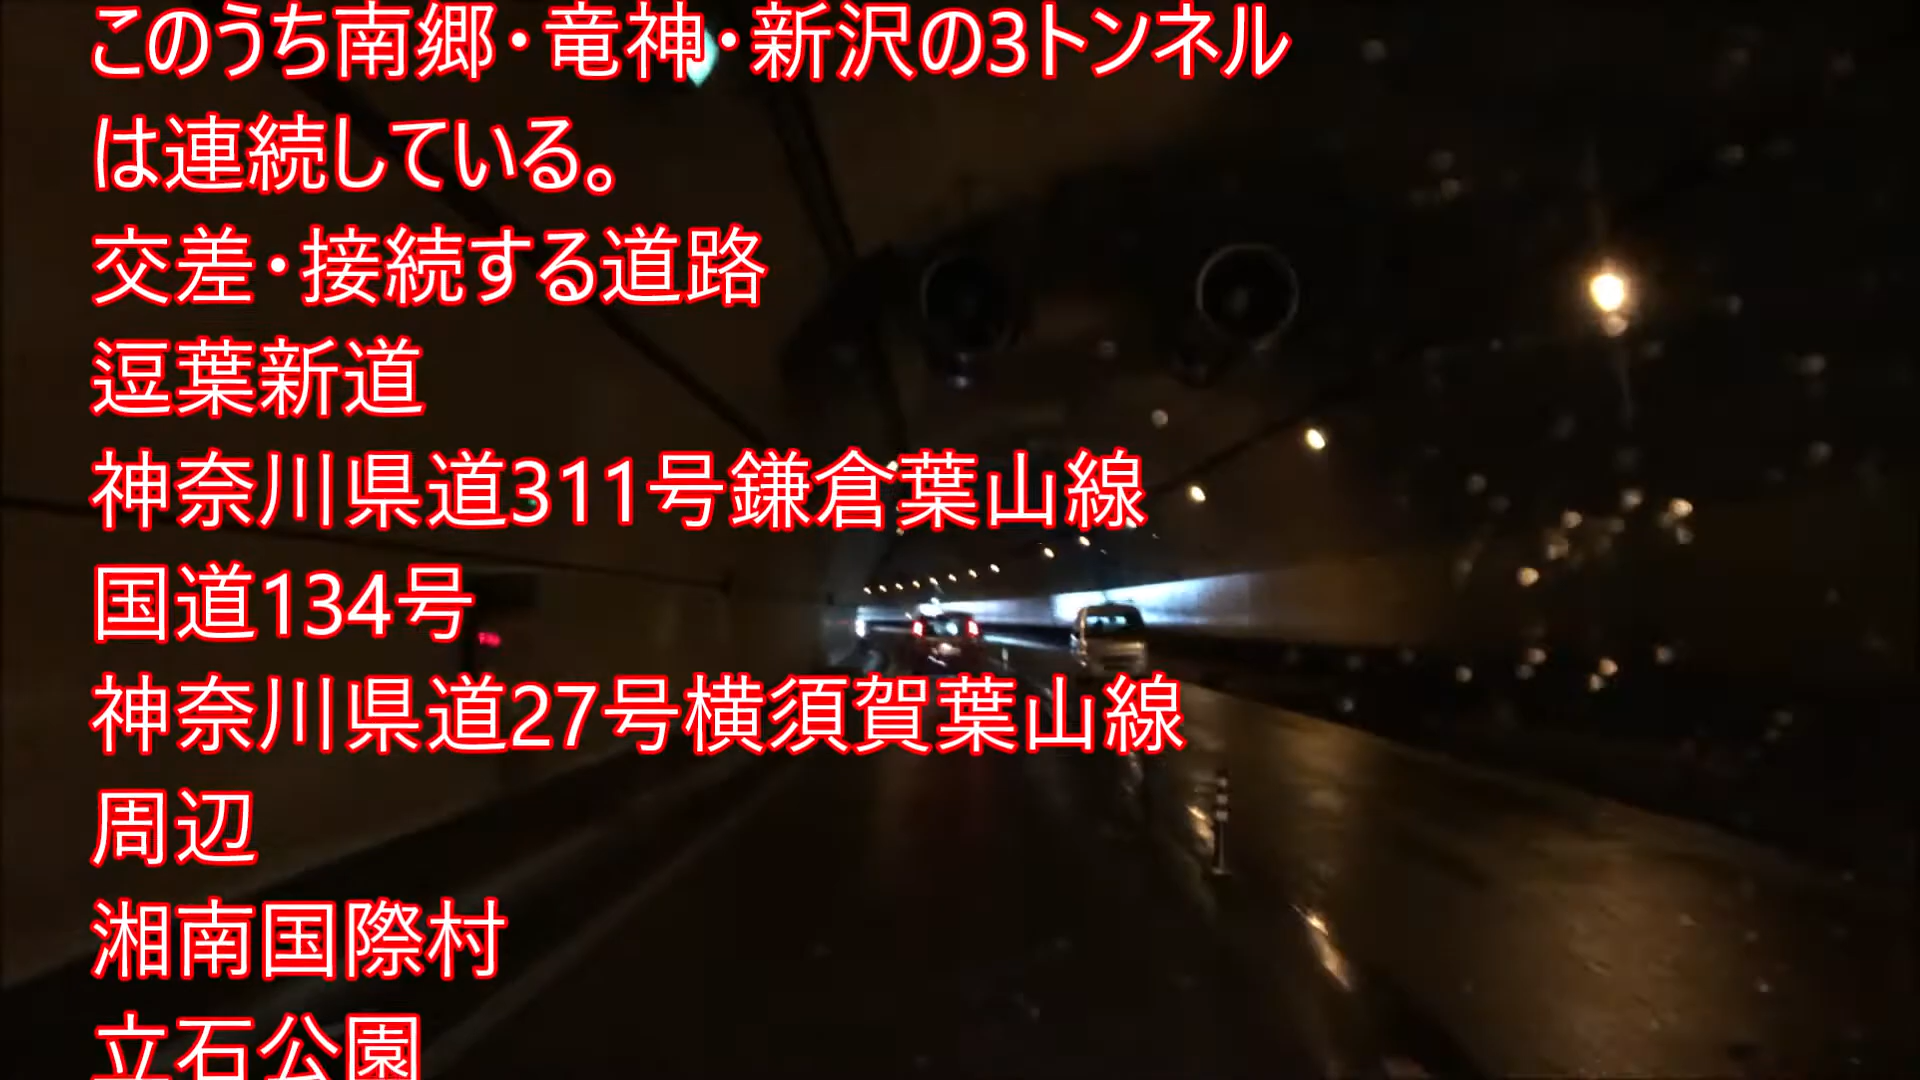 このうち南郷・竜神・新沢の3トンネル
は連続している。
交差・接続する道路
逗葉新道
神奈川県道311号鎌倉葉山線
国道134号
神奈川県道27号横須賀葉山線
周辺
湘南国際村
立石公園